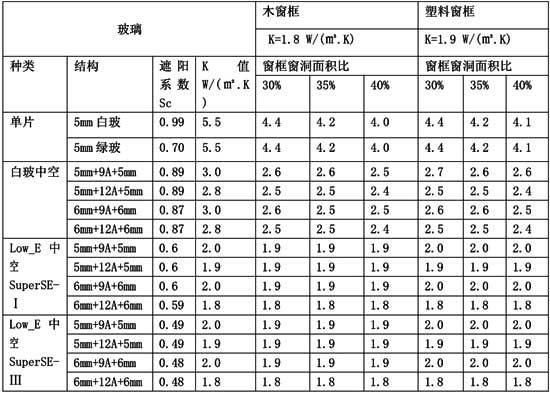 玻璃 木窗框 塑料窗框
K=1.8 W/(m².K) K=1.9 W/(m².K)
种类 结构 遮阳系数 Sc K 值 W/(m².K) 窗框窗洞面积比 窗框窗洞面积比
30% 35% 40% 30% 35% 40%
单片 5mm 白玻 0.99 5.5 4.4 4.2 4.0 4.4 4.2 4.1
5mm 绿玻 0.70 5.5 4.4 4.2 4.0 4.4 4.2 4.1
白玻中空 5mm+9A+5mm 0.89 3.0 2.6 2.6 2.5 2.7 2.6 2.6
5mm+12A+5mm 0.89 2.8 2.5 2.5 2.4 2.5 2.5 2.4
6mm+9A+6mm 0.87 3.0 2.6 2.5 2.5 2.6 2.6 2.5
6mm+12A+6mm 0.87 2.8 2.5 2.5 2.4 2.5 2.5 2.4
Low_E 中空 SuperSE-Ⅰ 5mm+9A+5mm 0.6 2.0 1.9 1.9 1.9 2.0 2.0 2.0
5mm+12A+5mm 0.6 1.9 1.9 1.9 1.9 1.9 1.9 1.9
6mm+9A+6mm 0.6 2.0 1.9 1.9 1.9 2.0 2.0 2.0
6mm+12A+6mm 0.59 1.8 1.8 1.8 1.8 1.8 1.8 1.8
Low_E 中空 SuperSE-Ⅲ 5mm+9A+5mm 0.49 2.0 1.9 1.9 1.9 2.0 2.0 2.0
5mm+12A+5mm 0.49 1.9 1.9 1.9 1.9 1.9 1.9 1.9
6mm+9A+6mm 0.48 2.0 1.9 1.9 1.9 2.0 2.0 2.0
6mm+12A+6mm 0.48 1.8 1.8 1.8 1.8 1.8 1.8 1.8